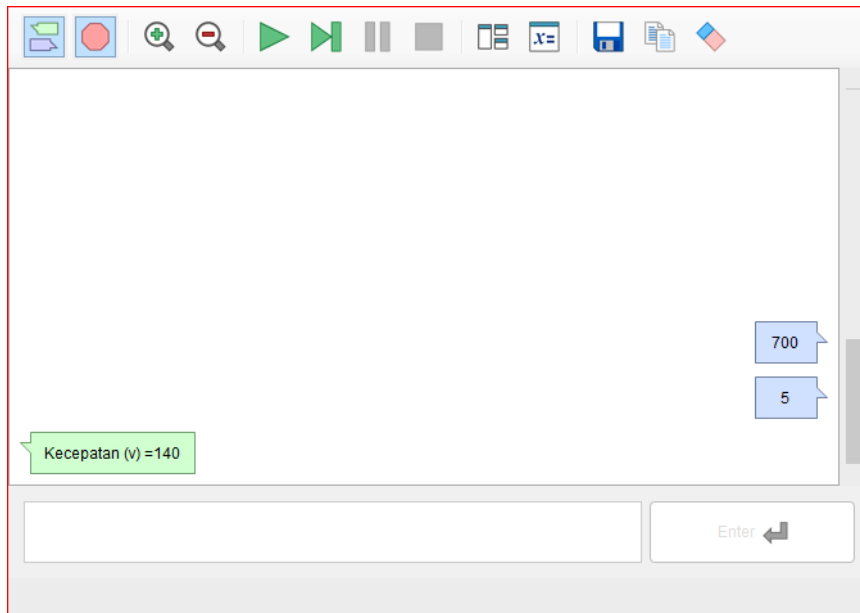 x=
700
5
Kecepatan (v) =140
Enter